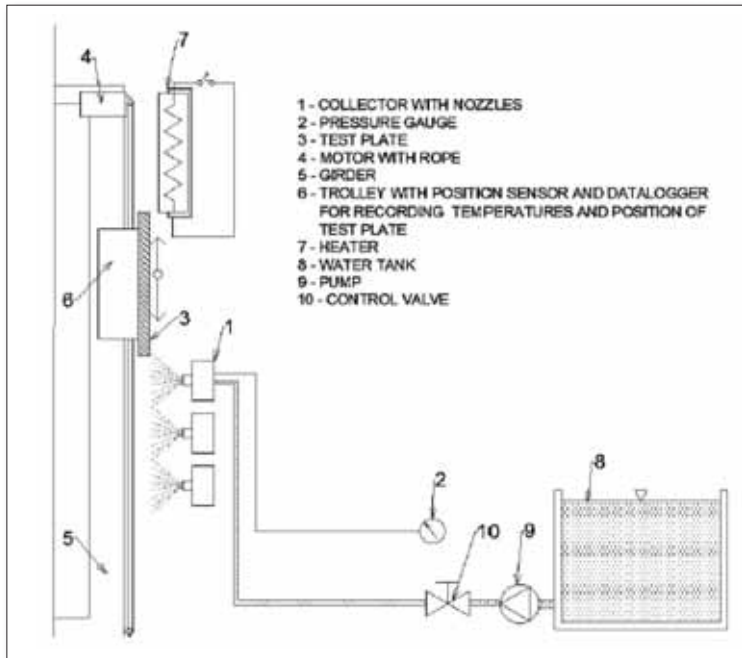 7
4
1 - COLLECTOR WITH NOZZLES
2 - PRESSURE GAUGE
3 - TEST PLATE
4 - MOTOR WITH ROPE
5 - GIRDER
6 - TROLLEY WITH POSITION SENSOR AND DATALOGGER
FOR RECORDING TEMPERATURES AND POSITION OF
TEST PLATE
7 - HEATER
8 - WATER TANK
9 - PUMP
10 - CONTROL VALVE
6
3
1
8
2
10
9
5